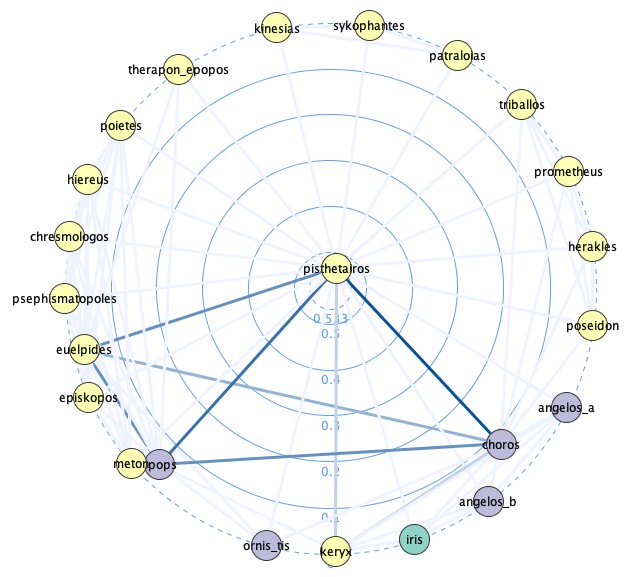 kinesias
sykophantes
patraloias
therapon_epopos
triballos
poietes
prometheus
hiereus
chresmologos
herakles
pisthetairos
psephismatopoles
0.533
0.5
poseidon
euelpides
0.4
episkopos
angelos_a
0.3
choros
meton
pops
0.2
angelos_b
0.1
ornis_tis
keryx
iris